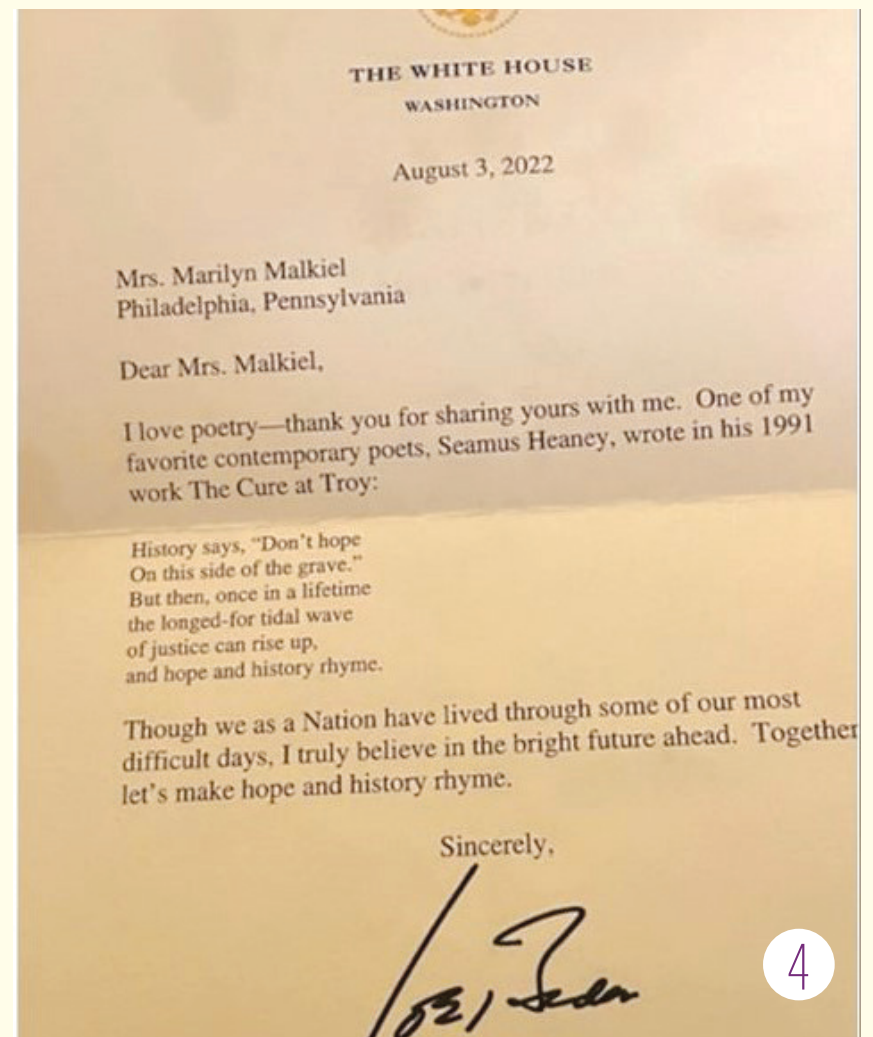 THE WHITE HOUSE
WASHINGTON
August 3, 2022
Mrs. Marilyn Malkiel
Philadelphia, Pennsylvania
Dear Mrs. Malkiel,
I love poetry—thank you for sharing yours with me. One of my
favorite contemporary poets, Seamus Heaney, wrote in his 1991
work The Cure at Troy:
History says, “Don’t hope
On this side of the grave.”
But then, once in a lifetime
the longed-for tidal wave
of justice can rise up,
and hope and history rhyme.
Though we as a Nation have lived through some of our most
difficult days, I truly believe in the bright future ahead. Together
let’s make hope and history rhyme.
Sincerely,
Joe Biden
4